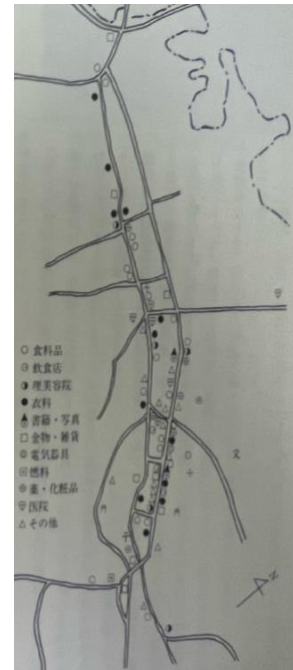 ○ 食料品
飲食店
◑ 理美容院
● 衣料
書籍・写真
□ 金物・雑貨
電気器具
燃料
薬・化粧品
医院
△ その他
文
N